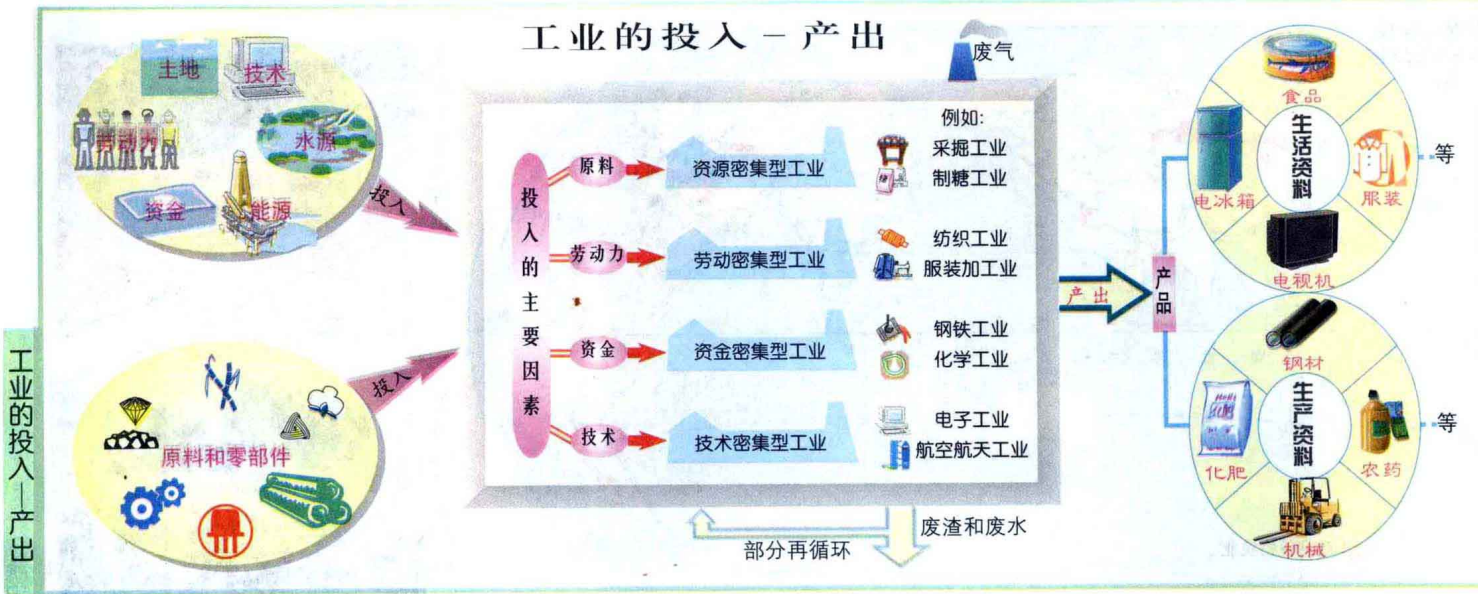 工业的投入－产出
工业的投入—产出
土地
技术
劳动力
水源
资金
能源
投入
原料和零部件
投入
投入的主要因素
原料
资源密集型工业
例如:
采掘工业
制糖工业
劳动力
劳动密集型工业
纺织工业
服装加工业
资金
资金密集型工业
钢铁工业
化学工业
技术
技术密集型工业
电子工业
航空航天工业
废气
废渣和废水
部分再循环
产出
产品
食品
电冰箱
生活资料
服装
等
电视机
钢材
化肥
化肥
生产资料
农药
等
机械